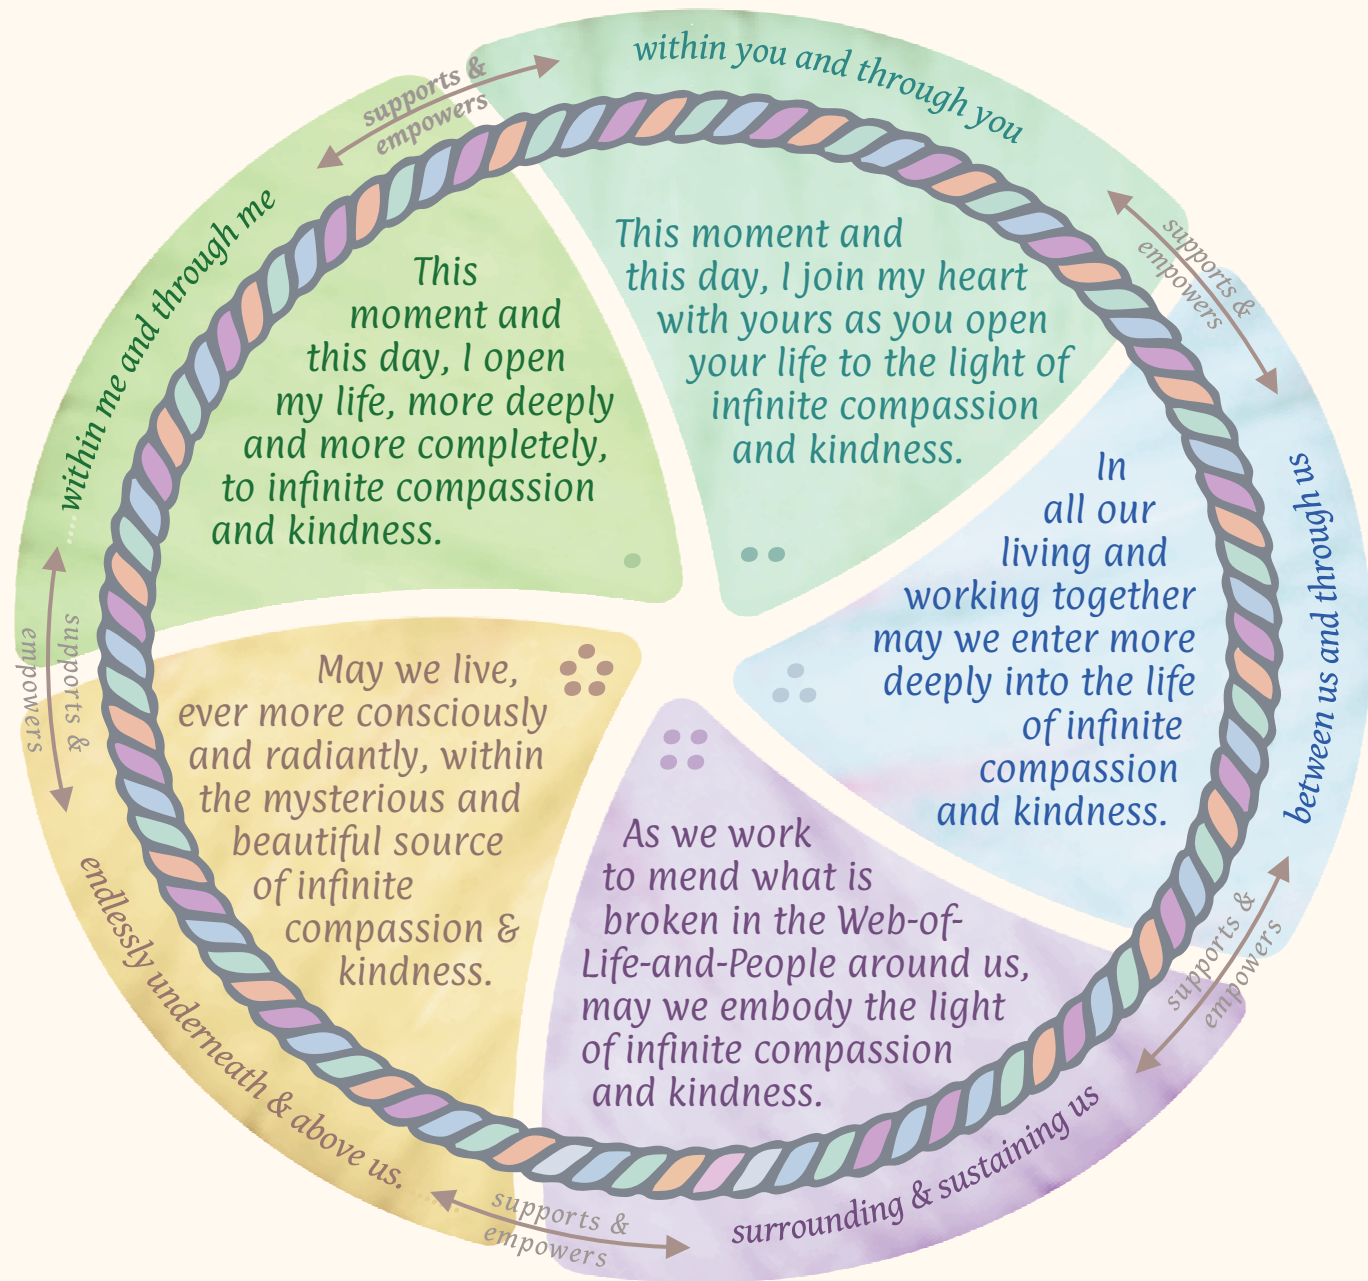 within me and through me
This
moment and
this day, I open
my life, more deeply
and more completely,
to infinite compassion
and kindness.
supports &
empowers
within you and through you
This moment and
this day, I join my heart
with yours as you open
your life to the light of
infinite compassion
and kindness.
supports &
empowers
between us and through us
In
all our
living and
working together
may we enter more
deeply into the life
of infinite
compassion
and kindness.
supports &
empowers
surrounding & sustaining us
As we work
to mend what is
broken in the Web-of-
Life-and-People around us,
may we embody the light
of infinite compassion
and kindness.
supports &
empowers
endlessly underneath & above us.
May we live,
ever more consciously
and radiantly, within
the mysterious and
beautiful source
of infinite
compassion &
kindness.
supports &
empowers